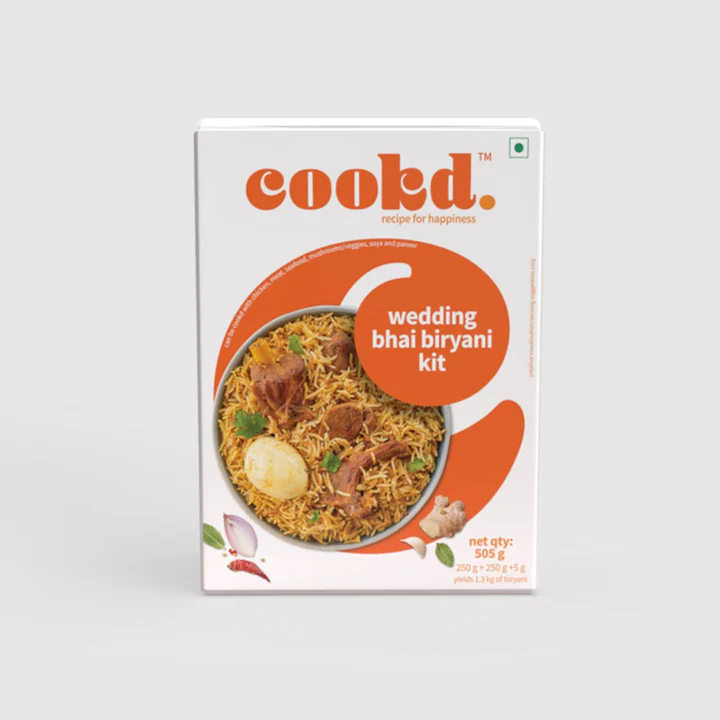 cookd.
TM
recipe for happiness
can be cooked with chicken, meat, seafood, mushrooms/veggies, soya and paneer
wedding
bhai biryani
kit
net qty:
505 g
250 g + 250 g +5 g
yields 1.3 kg of biryani